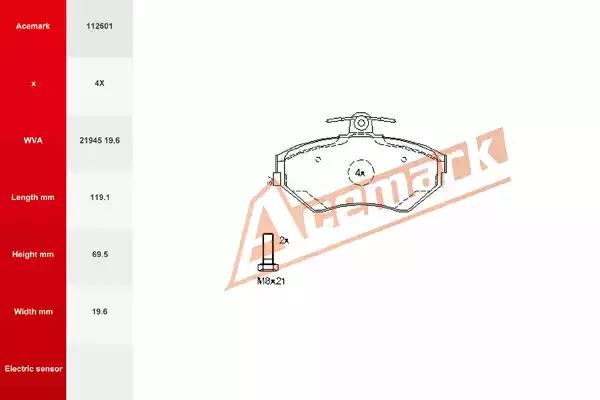 Acemark 112601
x 4X
WVA 21945 19,6
Length mm 119.1
Height mm 69.5
Width mm 19.6
Electric sensor
4x
2x
M8x21
Acemark